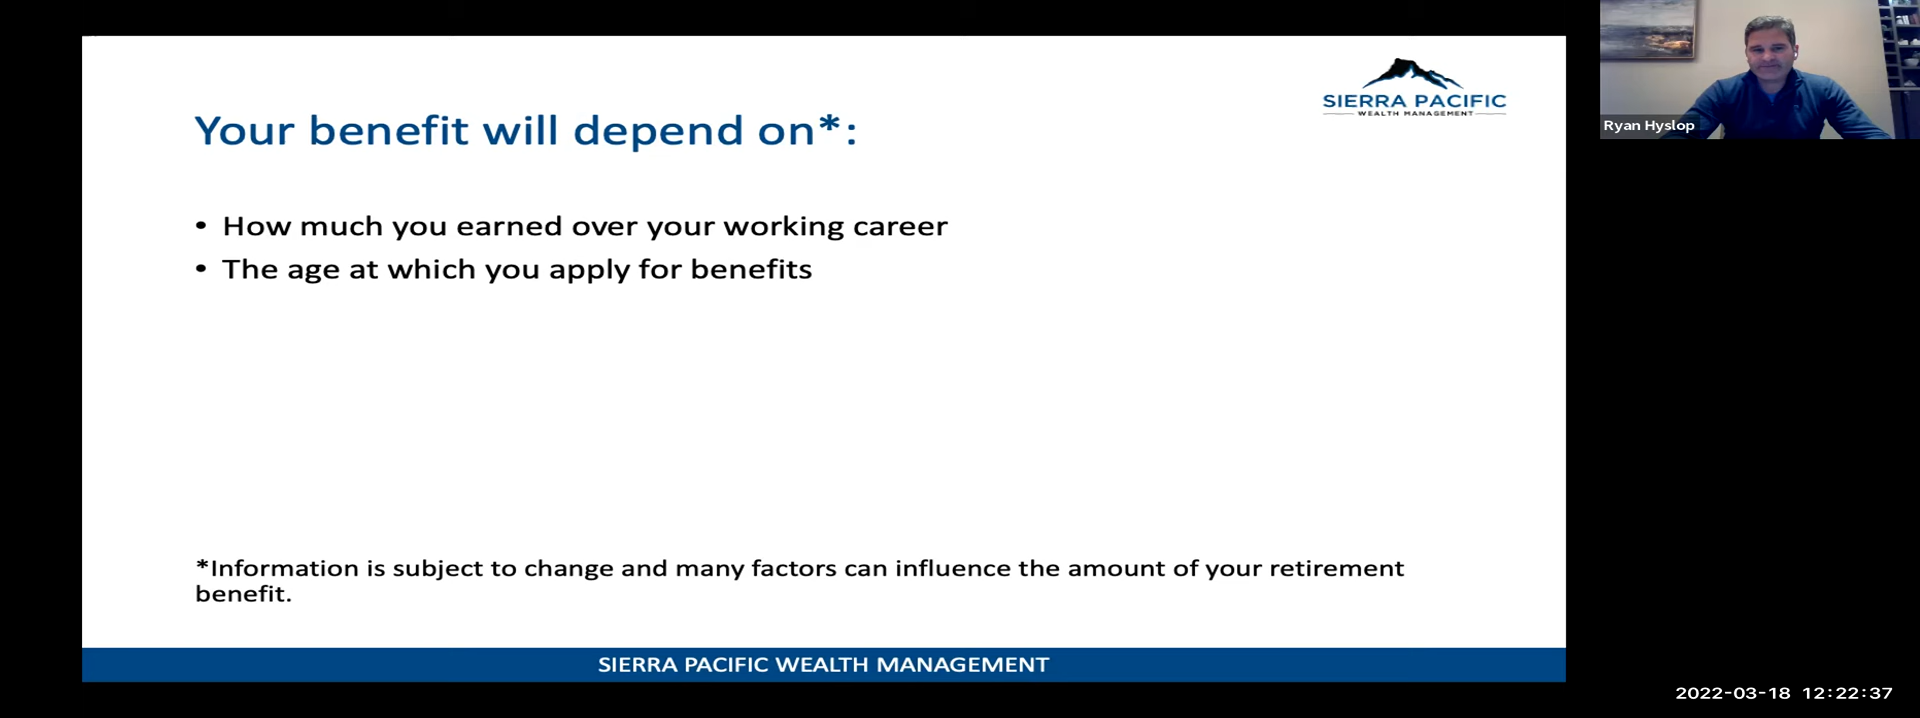 SIERRA PACIFIC
WEALTH MANAGEMENT
Your benefit will depend on*:
• How much you earned over your working career
• The age at which you apply for benefits
*Information is subject to change and many factors can influence the amount of your retirement
benefit.
SIERRA PACIFIC WEALTH MANAGEMENT
Ryan Hyslop
2022-03-18 12:22:37